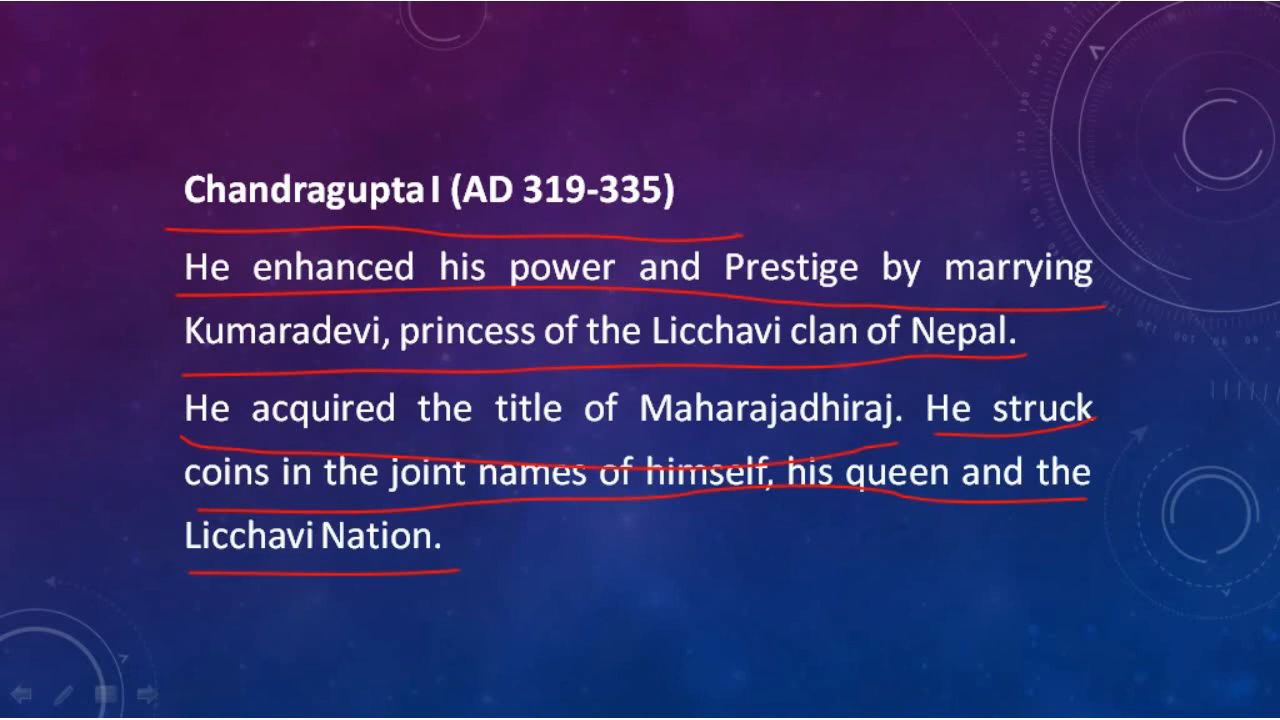 Chandragupta I (AD 319-335)
He enhanced his power and Prestige by marrying
Kumaradevi, princess of the Licchavi clan of Nepal.
He acquired the title of Maharajadhiraj. He struck
coins in the joint names of himself, his queen and the
Licchavi Nation.